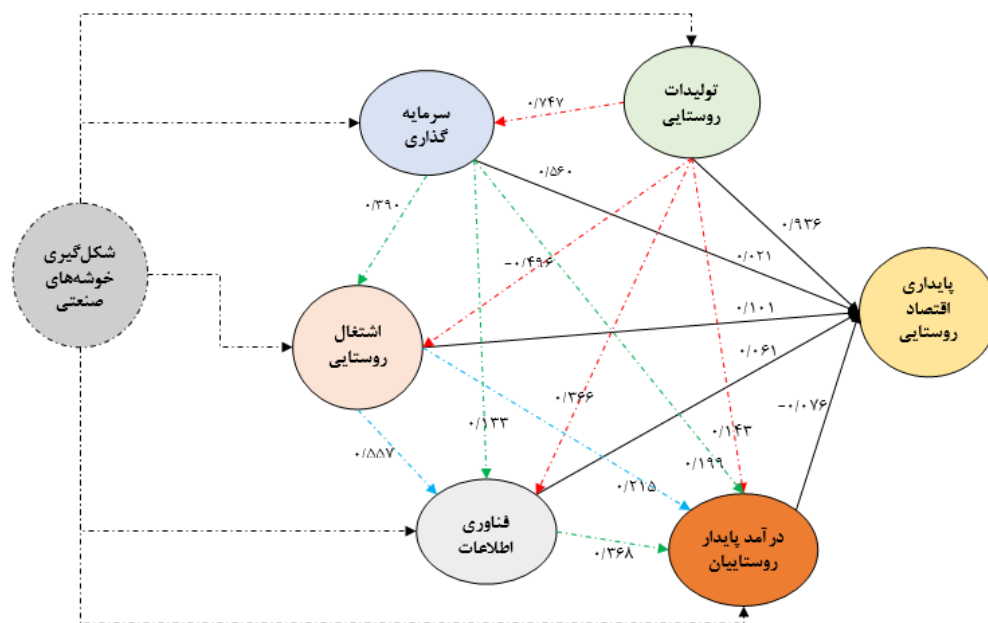 تولیدات
روستایی
سرمایه
گذاری
۰/۷۴۷
۰/۵۶۰
۰/۹۳۶
۰/۳۹۰
شکل‌گیری
خوشه‌های
صنعتی
-۰/۴۹۶
۰/۰۲۱
پایداری
اقتصاد
روستایی
اشتغال
روستایی
۰/۱۰۱
۰/۰۶۱
۰/۳۶۶
-۰/۰۷۶
۰/۱۳۳
۰/۱۴۳
۰/۵۵۷
۰/۱۹۹
۰/۲۱۵
فناوری
اطلاعات
درآمد پایدار
روستاییان
۰/۳۶۸